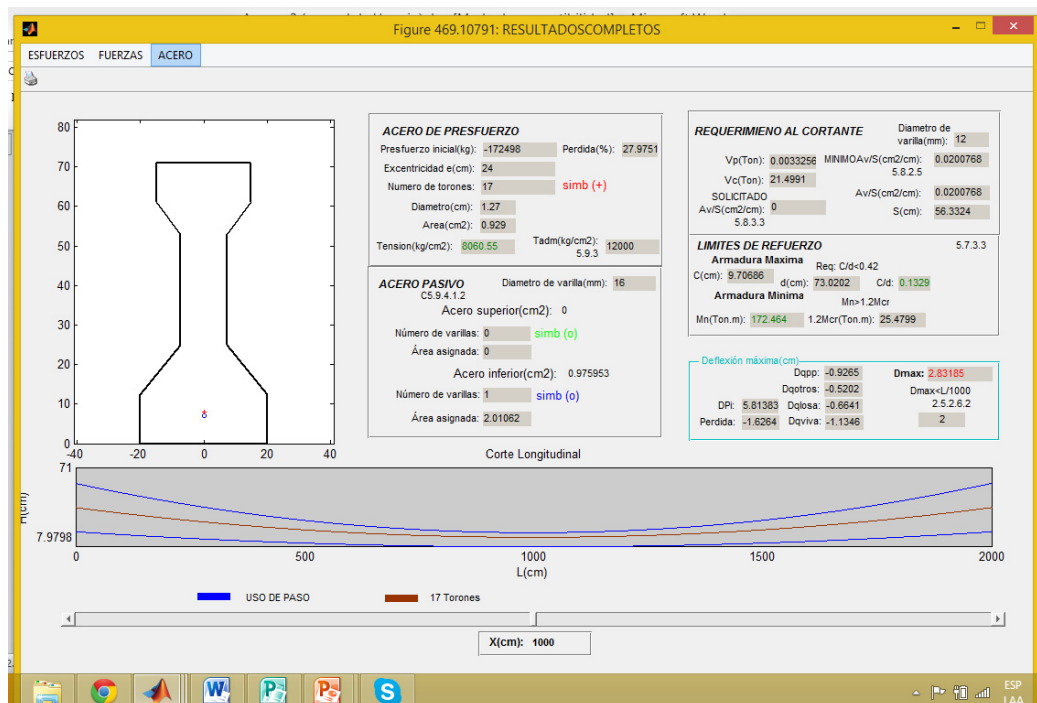 Figure 469.10791: RESULTADOSCOMPLETOS
ESFUERZOS FUERZAS ACERO
80
70
60
50
40
30
20
10
0
-40 -20 0 20 40
ACERO DE PRESFUERZO
Presfuerzo inicial(kg): -172498 Perdida(%): 27.9751
Excentricidad e(cm): 24
Numero de torones: 17 simb (+)
Diametro(cm): 1.27
Area(cm2): 0.929
Tension(kg/cm2): 8060.55 Tadm(kg/cm2): 12000
5.9.3
ACERO PASIVO Diametro de varilla(mm): 16
C5.9.4.1.2
Acero superior(cm2): 0
Número de varillas: 0 simb (o)
Área asignada: 0
Acero inferior(cm2): 0.975953
Número de varillas: 1 simb (o)
Área asignada: 2.01062
REQUERIMIENO AL CORTANTE Diametro de
varilla(mm): 12
Vp(Ton): 0.0033256 MINIMOAv/S(cm2/cm): 0.0200768
5.8.2.5
Vc(Ton): 21.4991
SOLICITADO Av/S(cm2/cm): 0.0200768
Av/S(cm2/cm): 0 S(cm): 56.3324
5.8.3.3
LIMITES DE REFUERZO 5.7.3.3
Armadura Maxima Req: C/d<0.42
C(cm): 9.70686 d(cm): 73.0202 C/d: 0.1329
Armadura Minima Mn>1.2Mcr
Mn(Ton.m): 172.464 1.2Mcr(Ton.m): 25.4799
Deflexión máxima(cm)
Dqpp: -0.9265 Dmax: 2.83185
Dqotros: -0.5202 Dmax<L/1000
DPi: 5.81383 Dqlosa: -0.6641 2.5.2.6.2
Perdida: -1.6264 Dqviva: -1.1346 2
Corte Longitudinal
71
H(cm)
7.9798
0 500 1000 1500 2000
L(cm)
USO DE PASO 17 Torones
X(cm): 1000
ESP
LAA